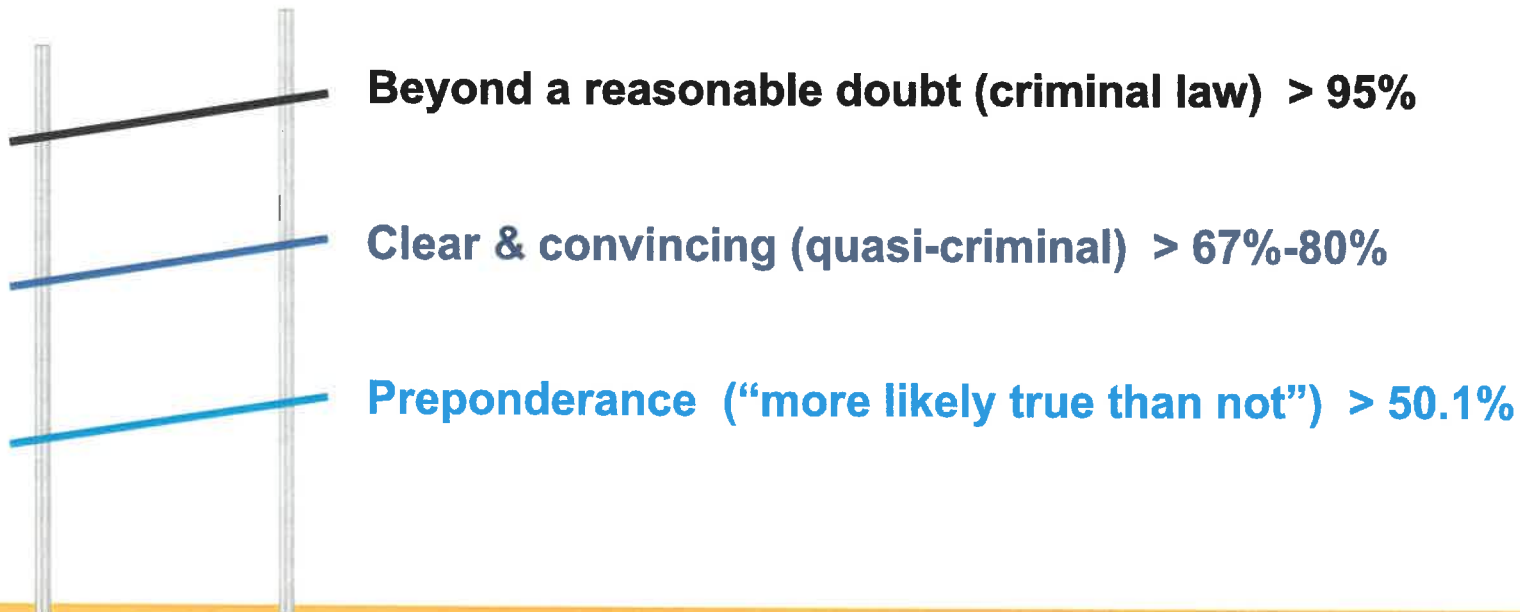 Beyond a reasonable doubt (criminal law) > 95%
Clear & convincing (quasi-criminal) > 67%-80%
Preponderance (“more likely true than not”) > 50.1%